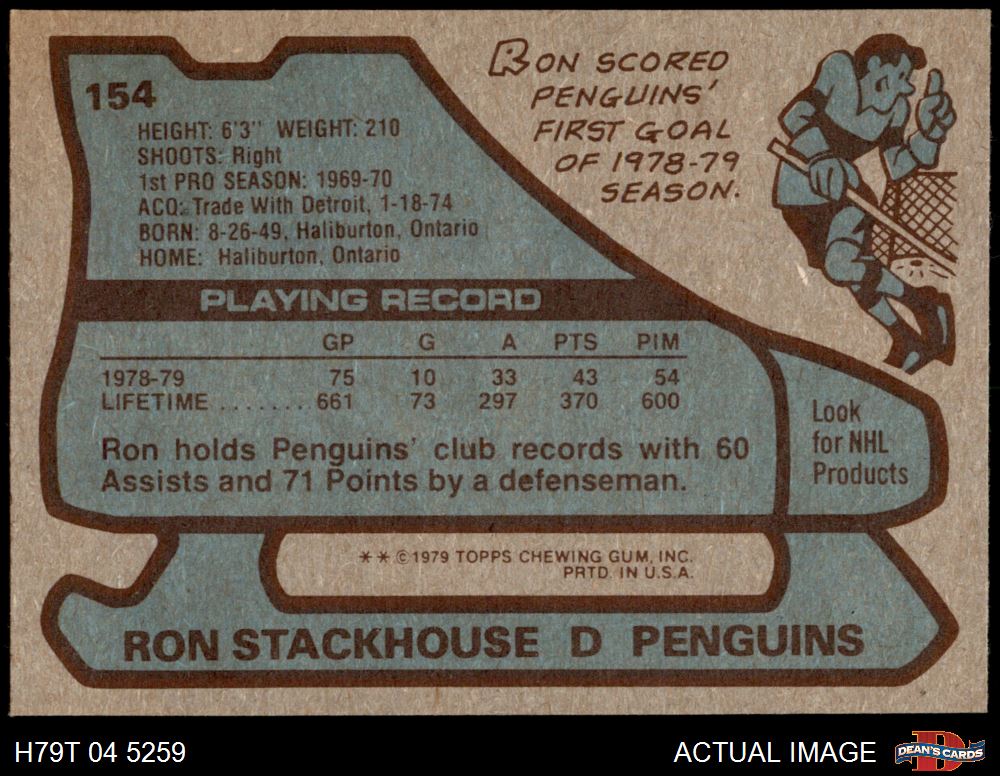 154
HEIGHT: 6'3" WEIGHT: 210
SHOOTS: Right
1st PRO SEASON: 1969-70
ACQ: Trade With Detroit, 1-18-74
BORN: 8-26-49, Haliburton, Ontario
HOME: Haliburton, Ontario
RON SCORED
PENGUINS'
FIRST GOAL
OF 1978-79
SEASON.
PLAYING RECORD
GP G A PTS PIM
1978-79 75 10 33 43 54
LIFETIME ........ 661 73 297 370 600
Ron holds Penguins' club records with 60
Assists and 71 Points by a defenseman.
Look
for NHL
Products
** © 1979 TOPPS CHEWING GUM, INC.
PRTD. IN U.S.A.
RON STACKHOUSE D PENGUINS
H79T 04 5259
ACTUAL IMAGE
DEAN'S CARDS